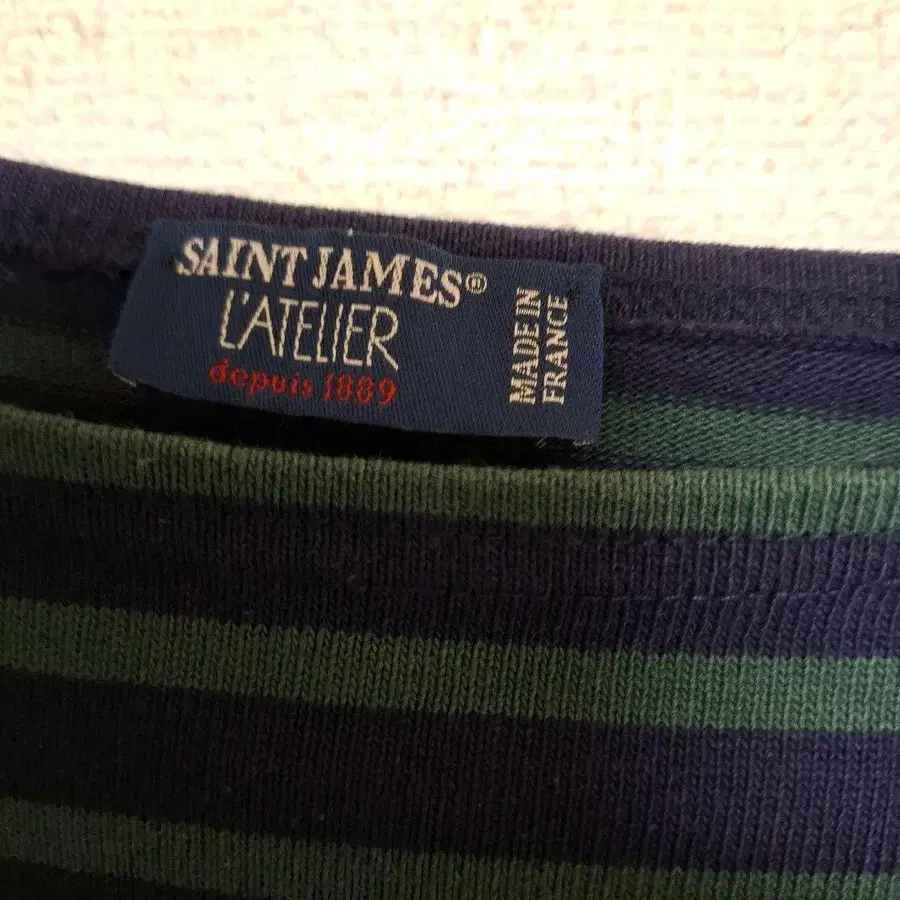 SAINT JAMES®
L'ATELIER
depuis 1889
MADE IN
FRANCE